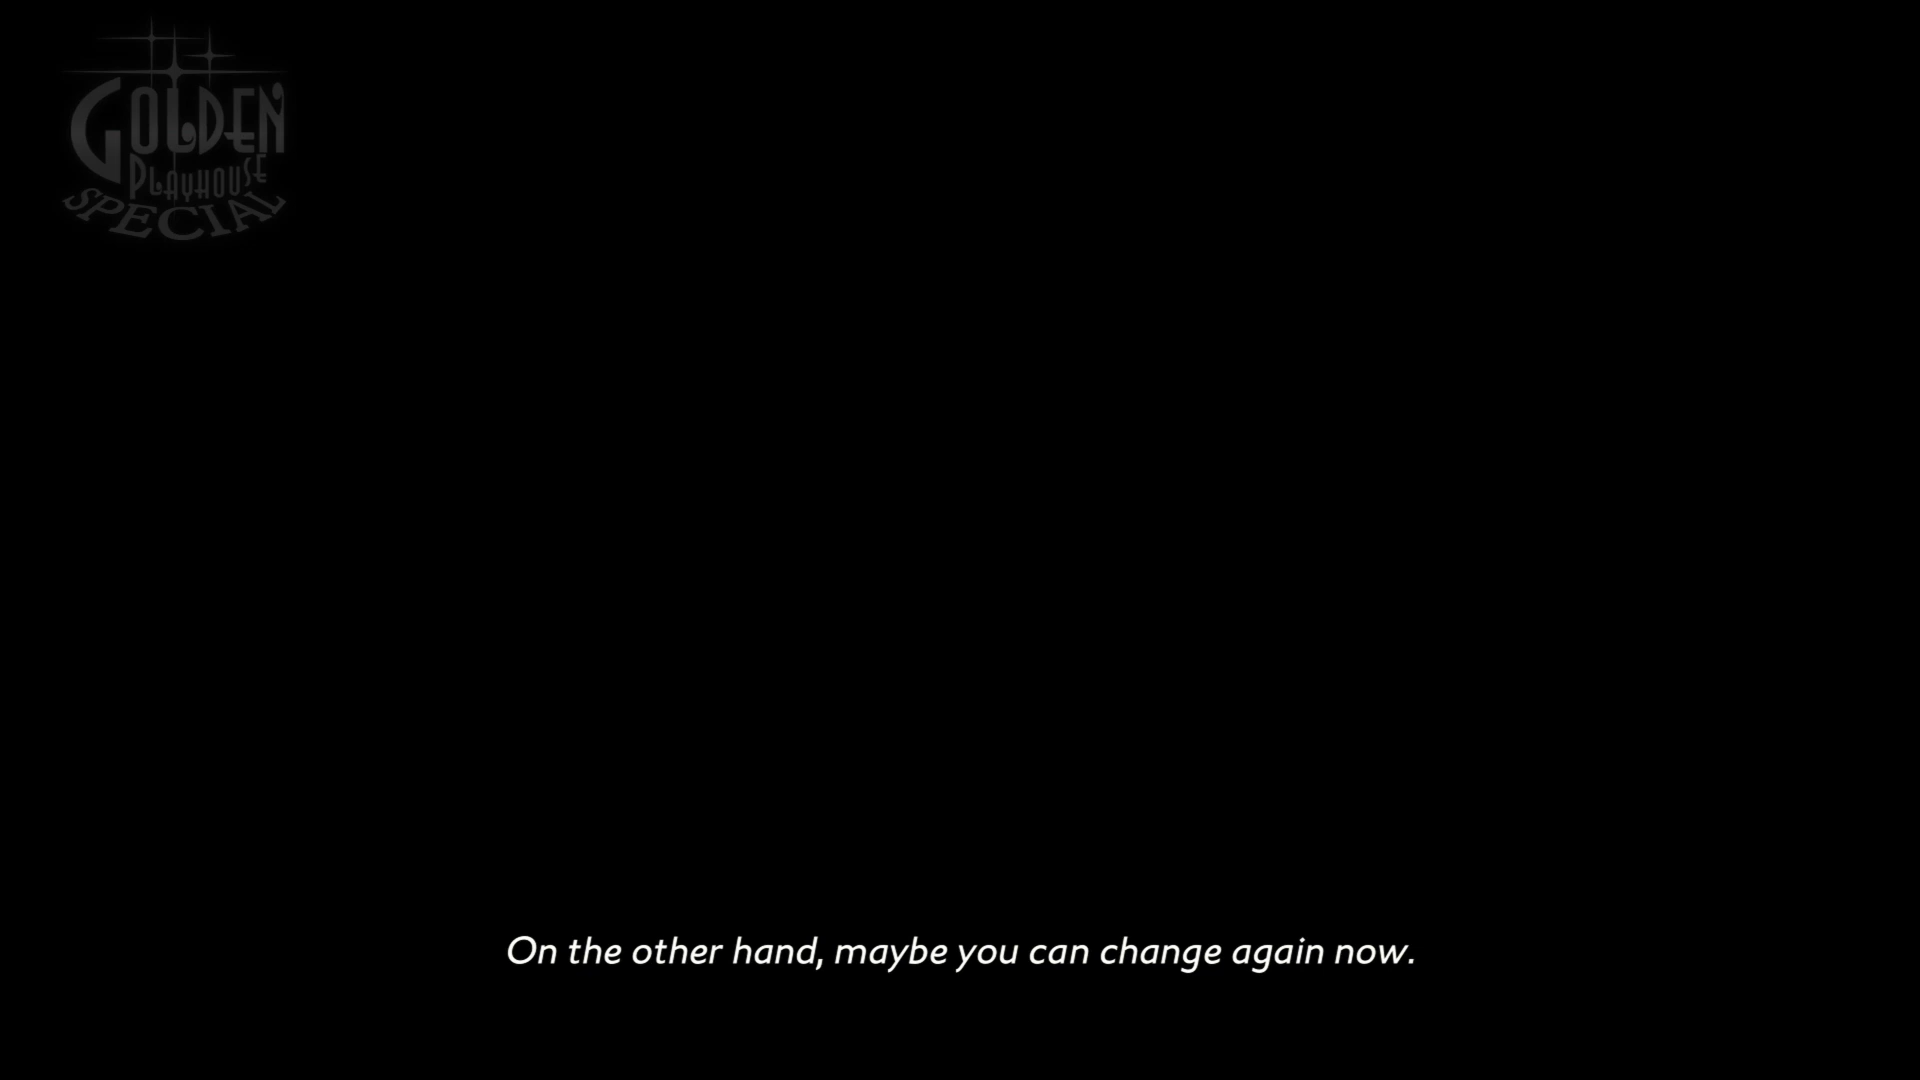 GOLDEN
PLAYHOUSE
SPECIAL
On the other hand, maybe you can change again now.